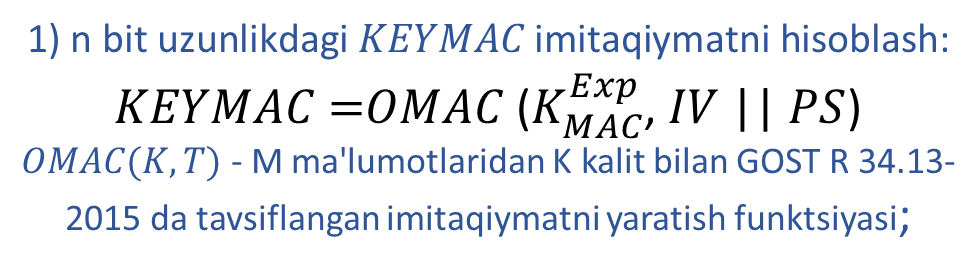 1) n bit uzunlikdagi KEYMAC imitaqiymatni hisoblash:
KEYMAC =OMAC (K_{MAC}^{Exp}, IV || PS)
OMAC(K,T) - M ma'lumotlaridan K kalit bilan GOST R 34.13-
2015 da tavsiflangan imitaqiymatni yaratish funktsiyasi;